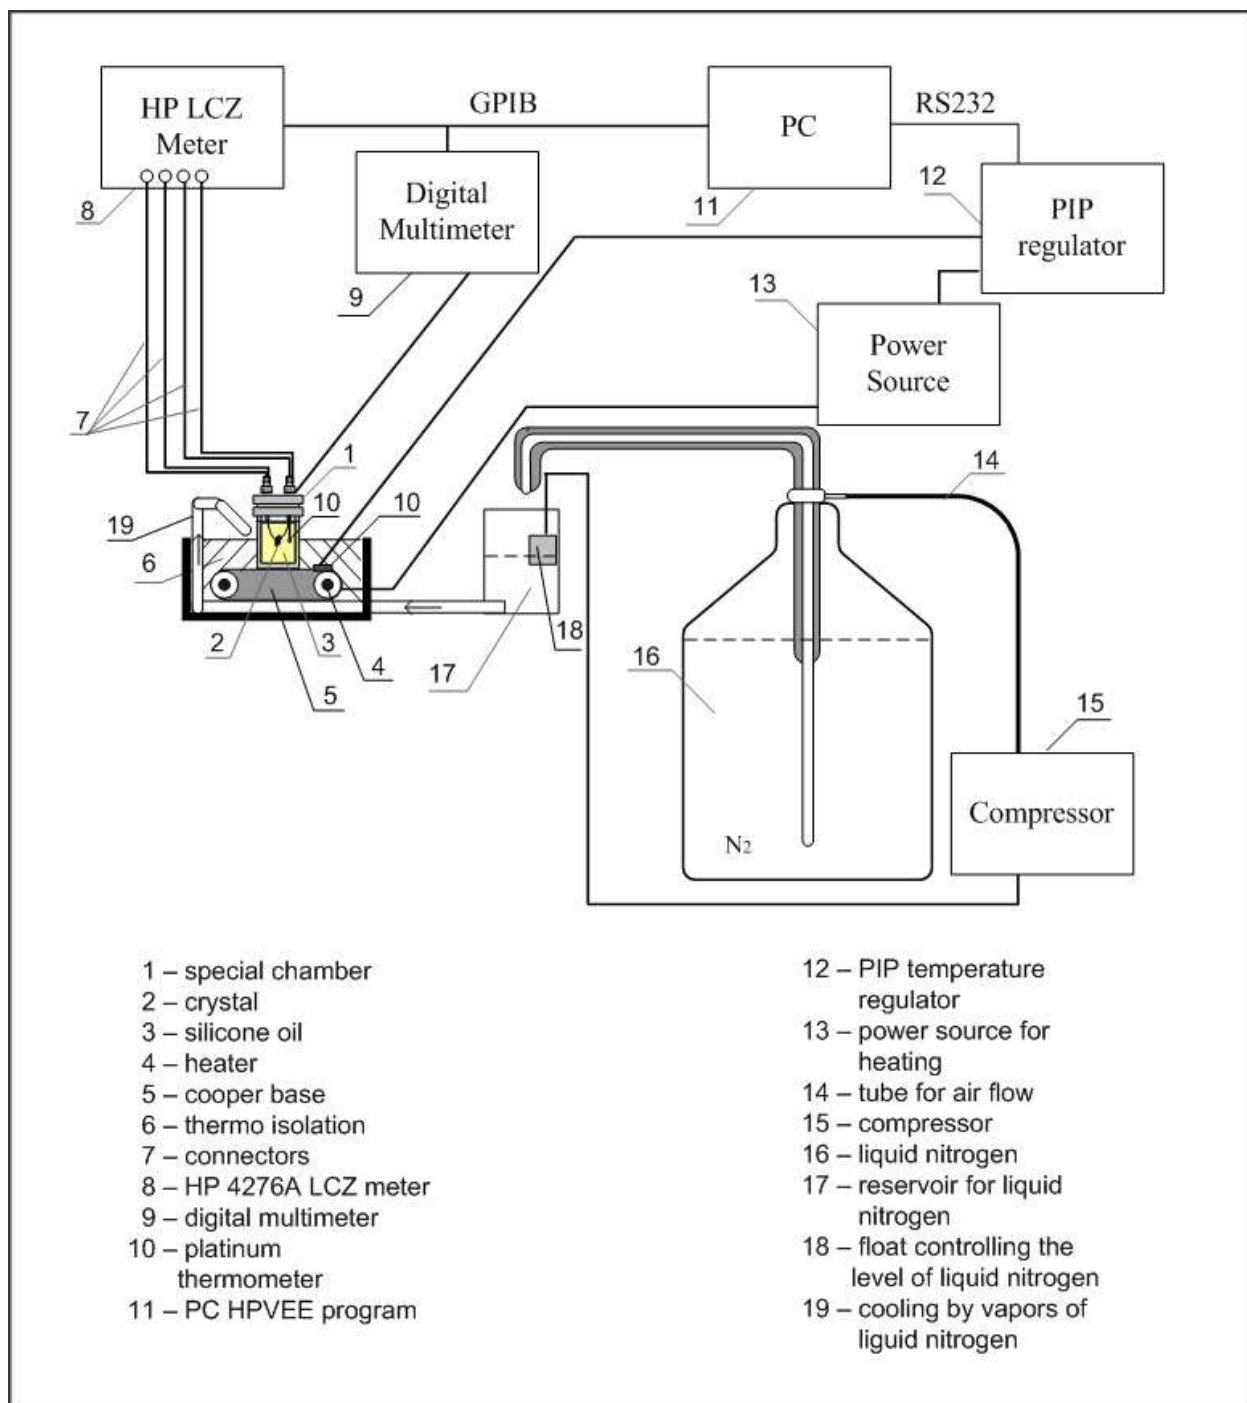 HP LCZ
Meter
GPIB
PC
RS232
Digital
Multimeter
PIP
regulator
Power
Source
8
9
11
12
13
7
1
10
10
19
6
2
3
4
5
17
18
16
14
15
Compressor
N2
1 – special chamber
2 – crystal
3 – silicone oil
4 – heater
5 – cooper base
6 – thermo isolation
7 – connectors
8 – HP 4276A LCZ meter
9 – digital multimeter
10 – platinum
thermometer
11 – PC HPVEE program
12 – PIP temperature
regulator
13 – power source for
heating
14 – tube for air flow
15 – compressor
16 – liquid nitrogen
17 – reservoir for liquid
nitrogen
18 – float controlling the
level of liquid nitrogen
19 – cooling by vapors of
liguid nitrogen